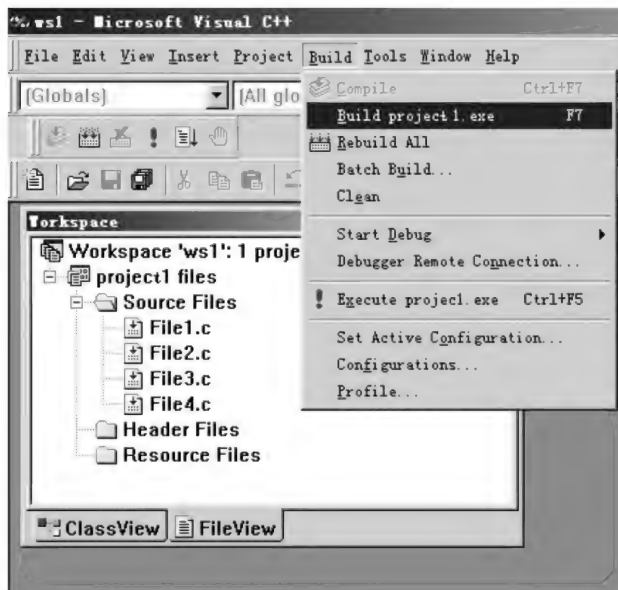 ws1 - Microsoft Visual C++
File Edit View Insert Project Build Tools Window Help
[Globals] [All glo
Compile Ctrl+F7
Build project1.exe F7
Rebuild All
Batch Build...
Clean
Start Debug
Debugger Remote Connection...
Execute projec1.exe Ctrl+F5
Set Active Configuration...
Configurations...
Profile...
Workspace
Workspace 'ws1': 1 proje
project1 files
Source Files
File1.c
File2.c
File3.c
File4.c
Header Files
Resource Files
ClassView FileView